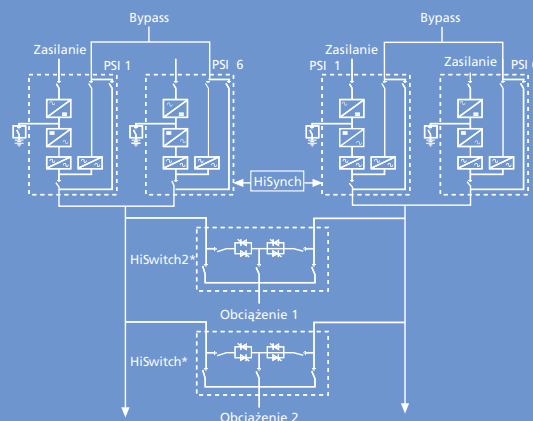 Bypass
Bypass
Zasilanie
Zasilanie
PSI 1
PSI 6
PSI 1
Zasilanie
PSI
HiSynch
HiSwitch2*
Obciążenie 1
HiSwitch*
Obciążenie 2